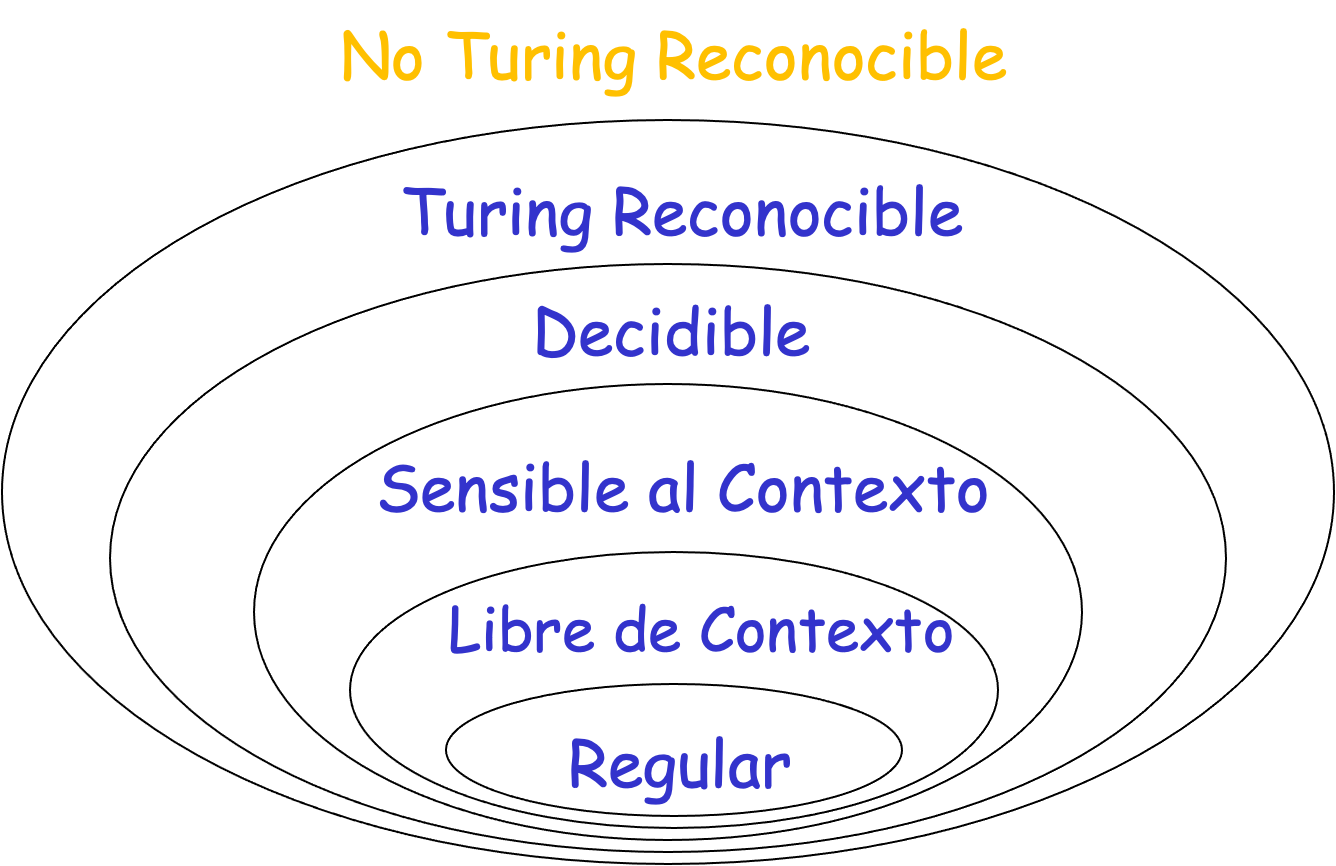 No Turing Reconocible
Turing Reconocible
Decidible
Sensible al Contexto
Libre de Contexto
Regular